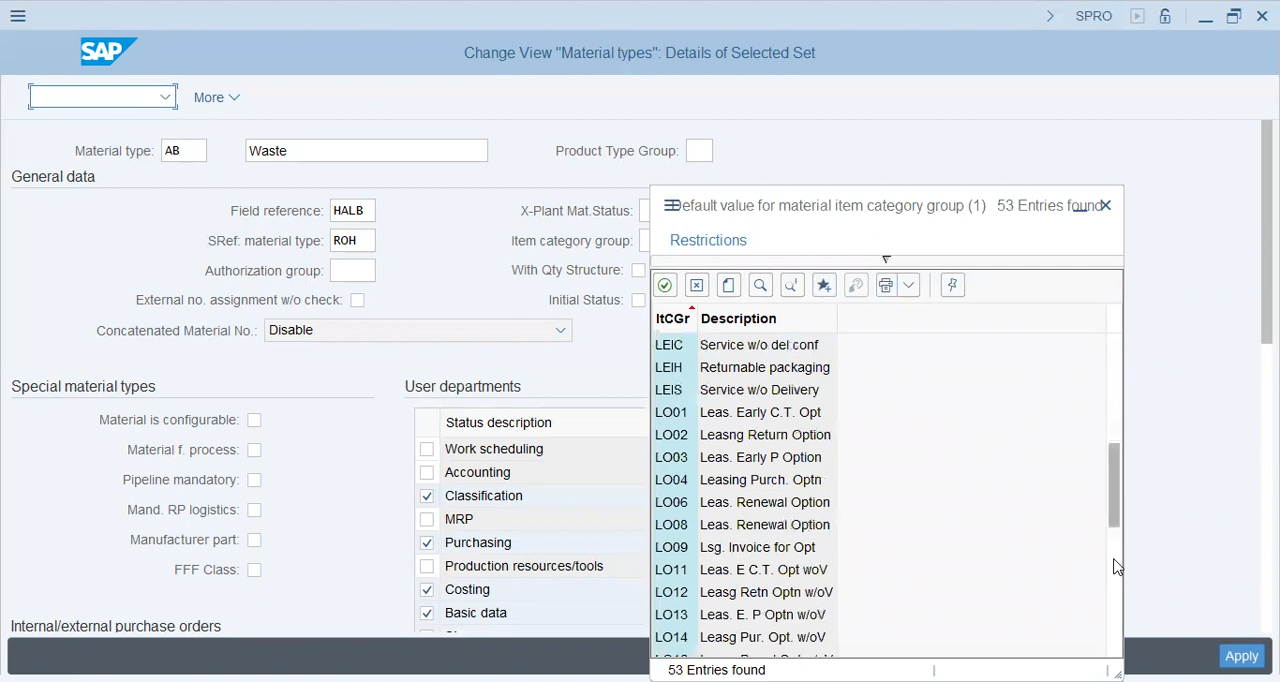 SPRO
SAP
Change View "Material types": Details of Selected Set
More
Material type: AB Waste Product Type Group:
General data
Field reference: HALB X-Plant Mat.Status:
SRef: material type: ROH Item category group:
Authorization group: With Qty Structure:
External no. assignment w/o check: Initial Status:
Concatenated Material No.: Disable
Special material types
Material is configurable:
Material f. process:
Pipeline mandatory:
Mand. RP logistics:
Manufacturer part:
FFF Class:
Internal/external purchase orders
User departments
Status description
Work scheduling
Accounting
Classification
MRP
Purchasing
Production resources/tools
Costing
Basic data
Default value for material item category group (1) 53 Entries found
Restrictions
ItCGr Description
LEIC Service w/o del.conf
LEIH Returnable packaging
LEIS Service w/o Delivery
LO01 Leas. Early C.T. Opt
LO02 Leasng Return Option
LO03 Leas. Early P Option
LO04 Leasing Purch. Optn
LO06 Leas. Renewal Option
LO08 Leas. Renewal Option
LO09 Lsg. Invoice for Opt
LO11 Leas. E C.T. Opt woV
LO12 Leasg Retn Optn w/oV
LO13 Leas. E. P Optn w/oV
LO14 Leasg Pur. Opt. w/oV
53 Entries found
Apply